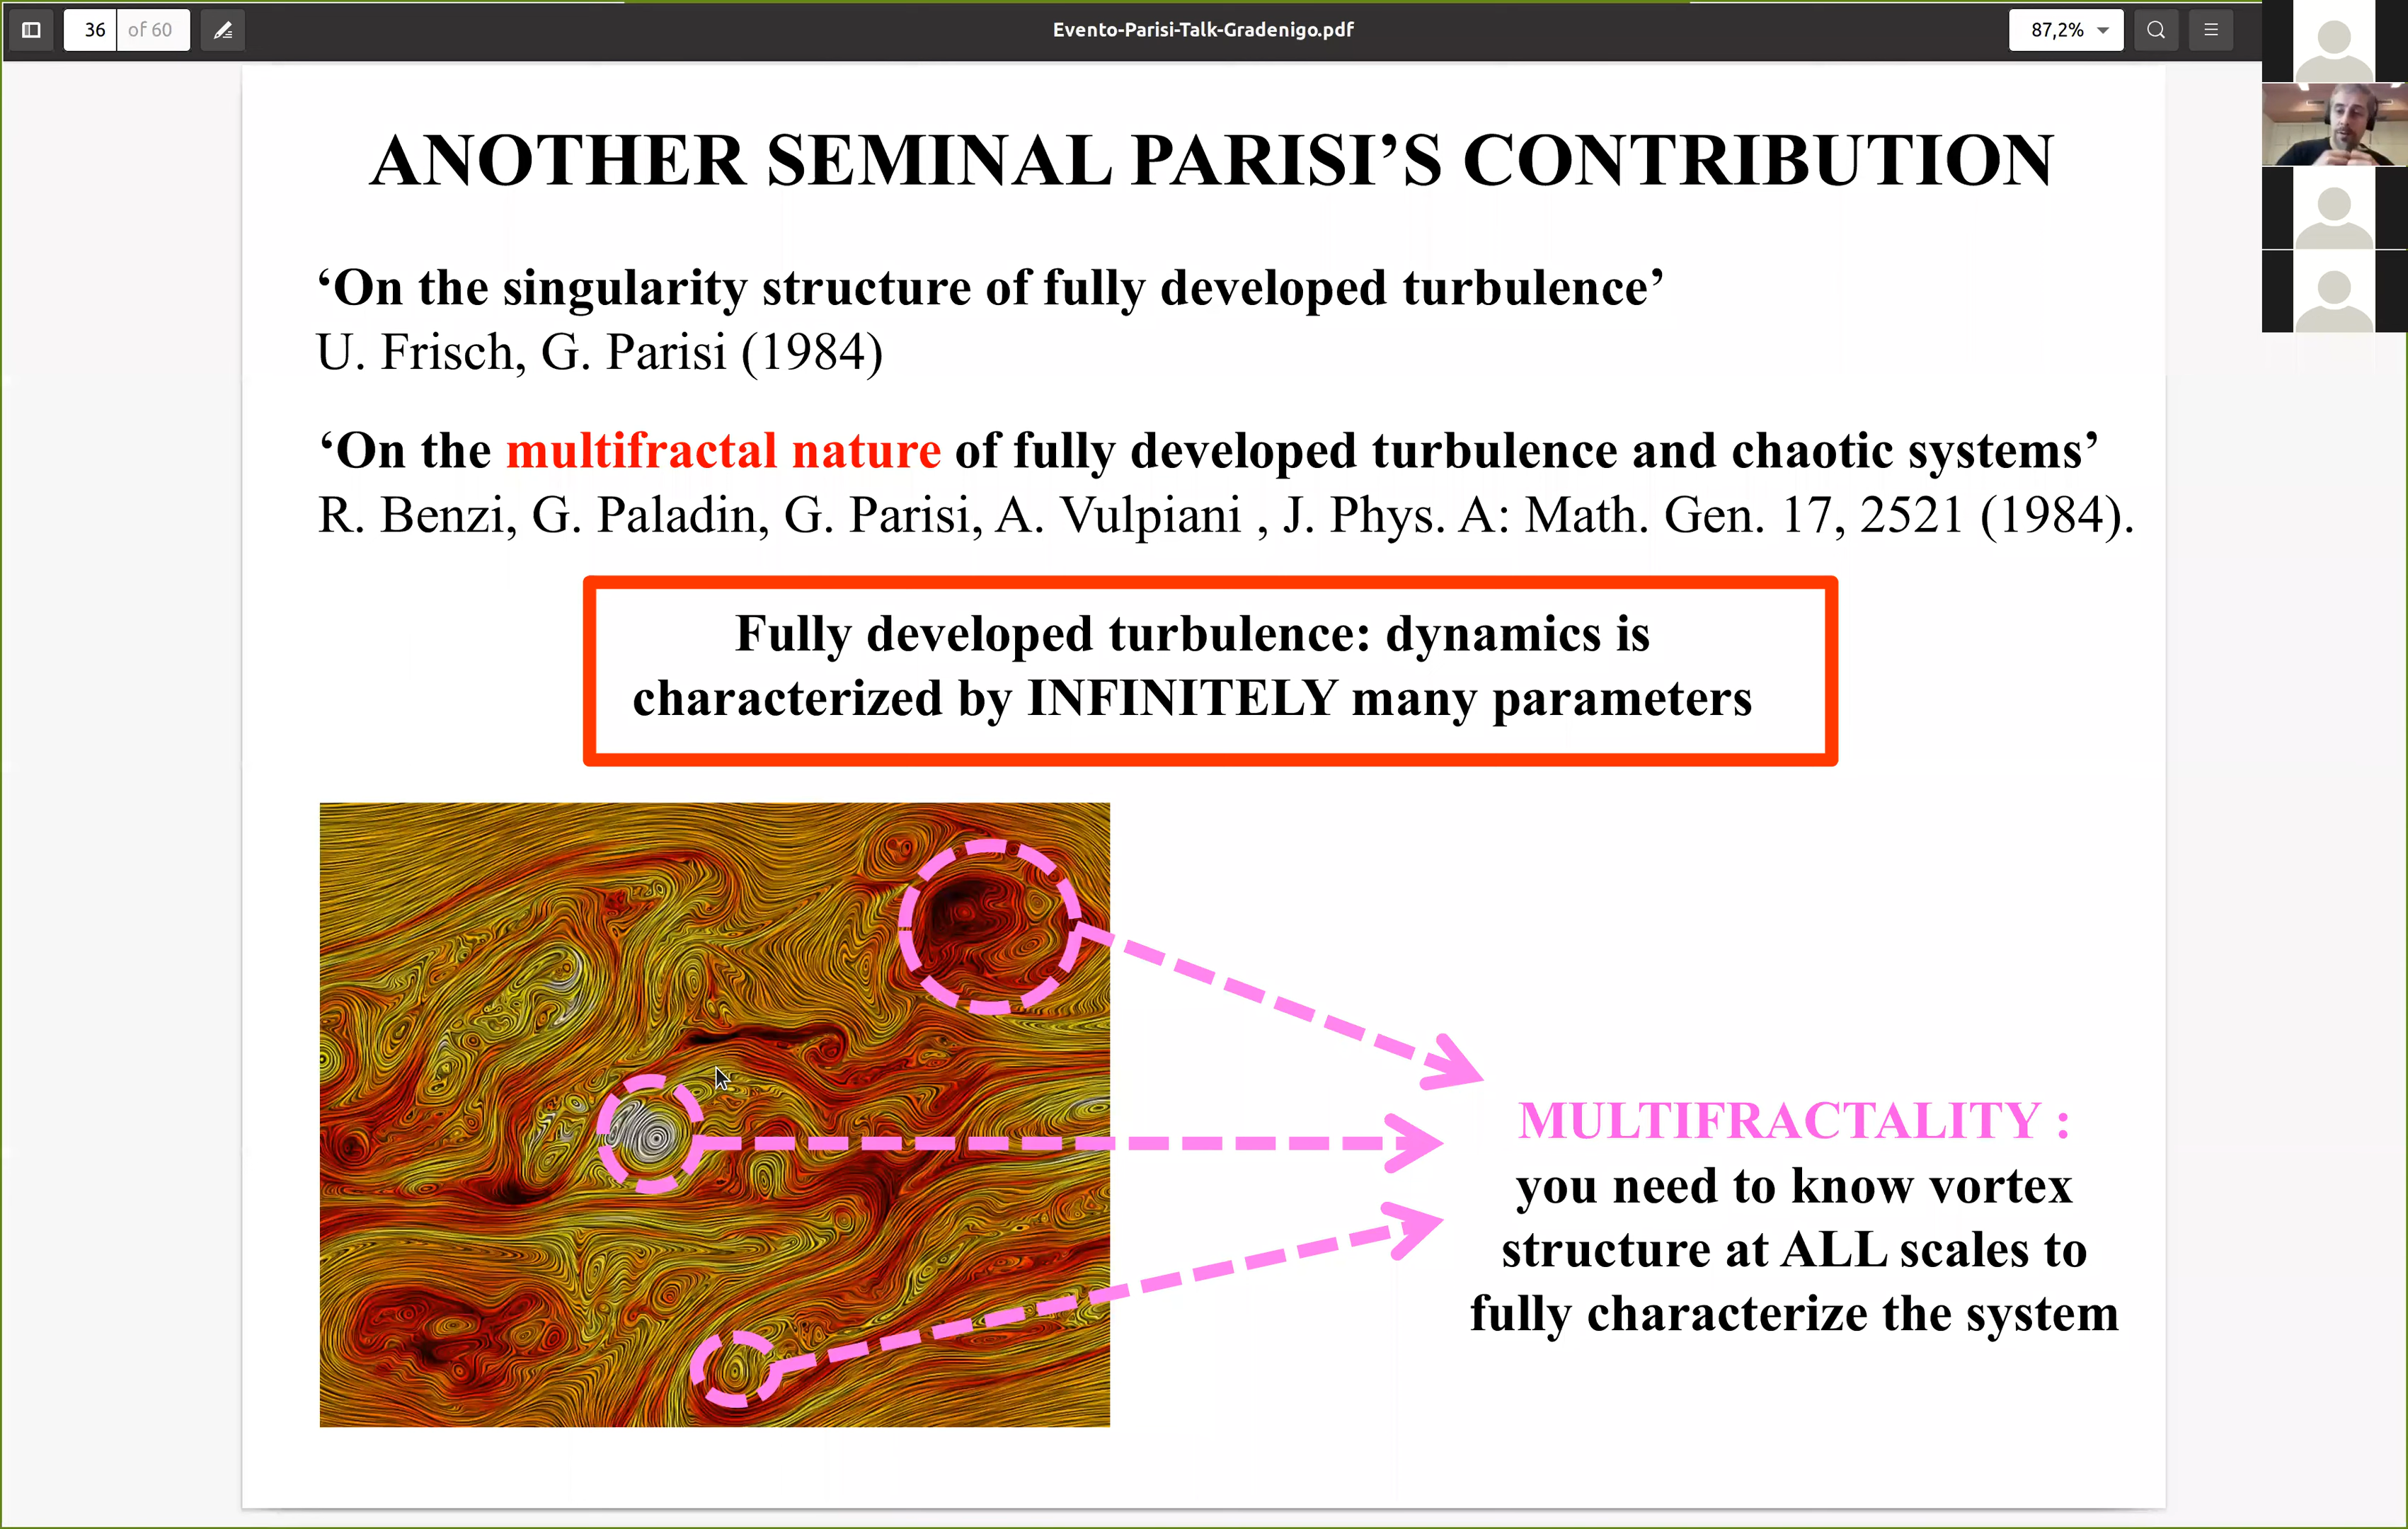 36 of 60
Evento-Parisi-Talk-Gradenigo.pdf
87,2%
ANOTHER SEMINAL PARISI’S CONTRIBUTION
‘On the singularity structure of fully developed turbulence’
U. Frisch, G. Parisi (1984)
‘On the multifractal nature of fully developed turbulence and chaotic systems’
R. Benzi, G. Paladin, G. Parisi, A. Vulpiani , J. Phys. A: Math. Gen. 17, 2521 (1984).
Fully developed turbulence: dynamics is
characterized by INFINITELY many parameters
MULTIFRACTALITY :
you need to know vortex
structure at ALL scales to
fully characterize the system